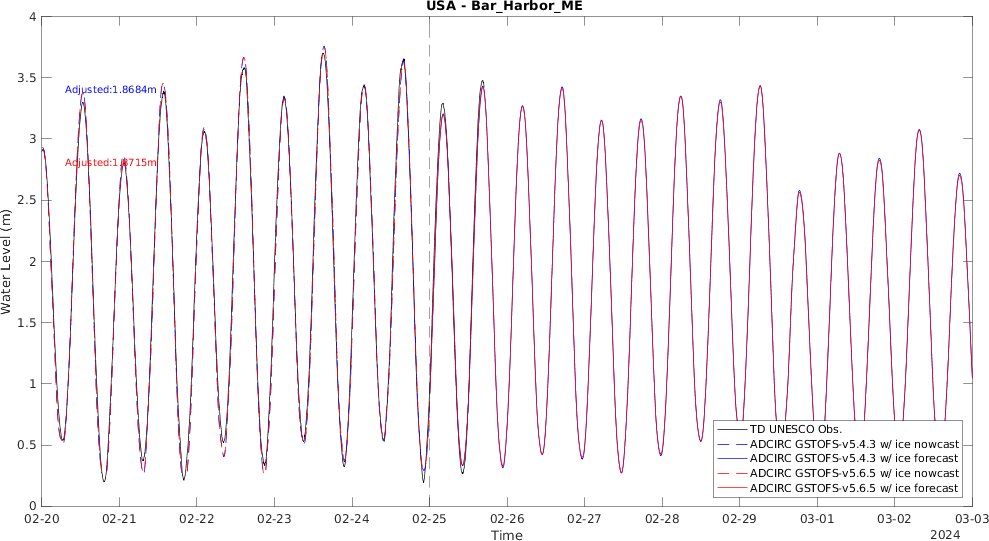 USA - Bar_Harbor_ME
Water Level (m)
4
3.5
3
2.5
2
1.5
1
0.5
0
Adjusted:1.8684m
Adjusted:1.8715m
TD UNESCO Obs.
ADCIRC GSTOFS-v5.4.3 w/ ice nowcast
ADCIRC GSTOFS-v5.4.3 w/ ice forecast
ADCIRC GSTOFS-v5.6.5 w/ ice nowcast
ADCIRC GSTOFS-v5.6.5 w/ ice forecast
02-20 02-21 02-22 02-23 02-24 02-25 02-26 02-27 02-28 02-29 03-01 03-02 03-03
Time
2024